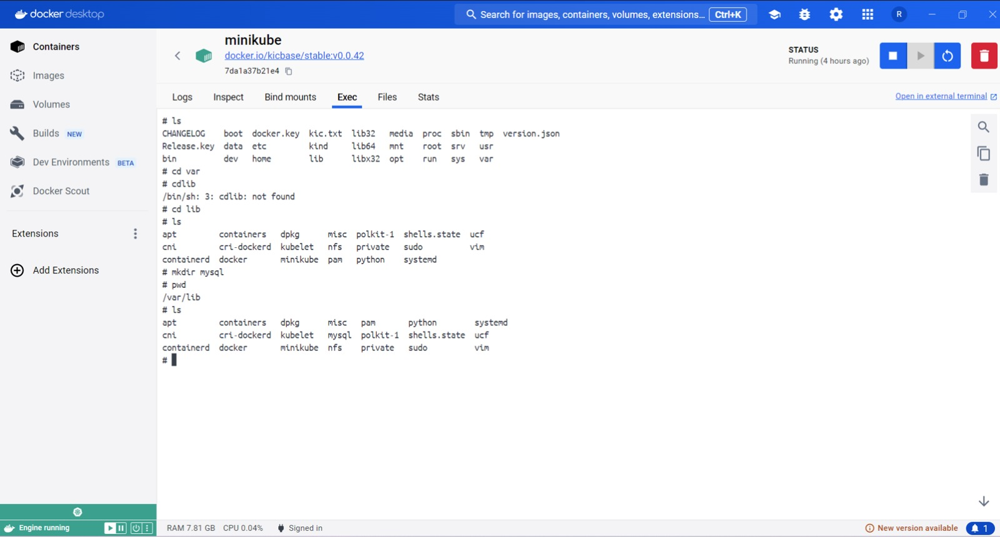 docker desktop
Search for images, containers, volumes, extensions... Ctrl+K
R
Containers
Images
Volumes
Builds NEW
Dev Environments BETA
Docker Scout
Extensions
Add Extensions
minikube
docker.io/kicbase/stable:v0.0.42
7da1a37b21e4
STATUS
Running (4 hours ago)
Logs Inspect Bind mounts Exec Files Stats
Open in external terminal
# ls
CHANGELOG boot docker.key kic.txt lib32 media proc sbin tmp version.json
Release.key data etc kind lib64 mnt root srv usr
bin dev home lib libx32 opt run sys var
# cd var
# cdlib
/bin/sh: 3: cdlib: not found
# cd lib
# ls
apt containers dpkg misc polkit-1 shells.state ucf
cni cri-dockerd kubelet nfs private sudo vim
containerd docker minikube pam python systemd
# mkdir mysql
# pwd
/var/lib
# ls
apt containers dpkg misc pam python systemd
cni cri-dockerd kubelet mysql polkit-1 shells.state ucf
containerd docker minikube nfs private sudo vim
#
Engine running
RAM 7.81 GB CPU 0.04% Signed in
New version available
1